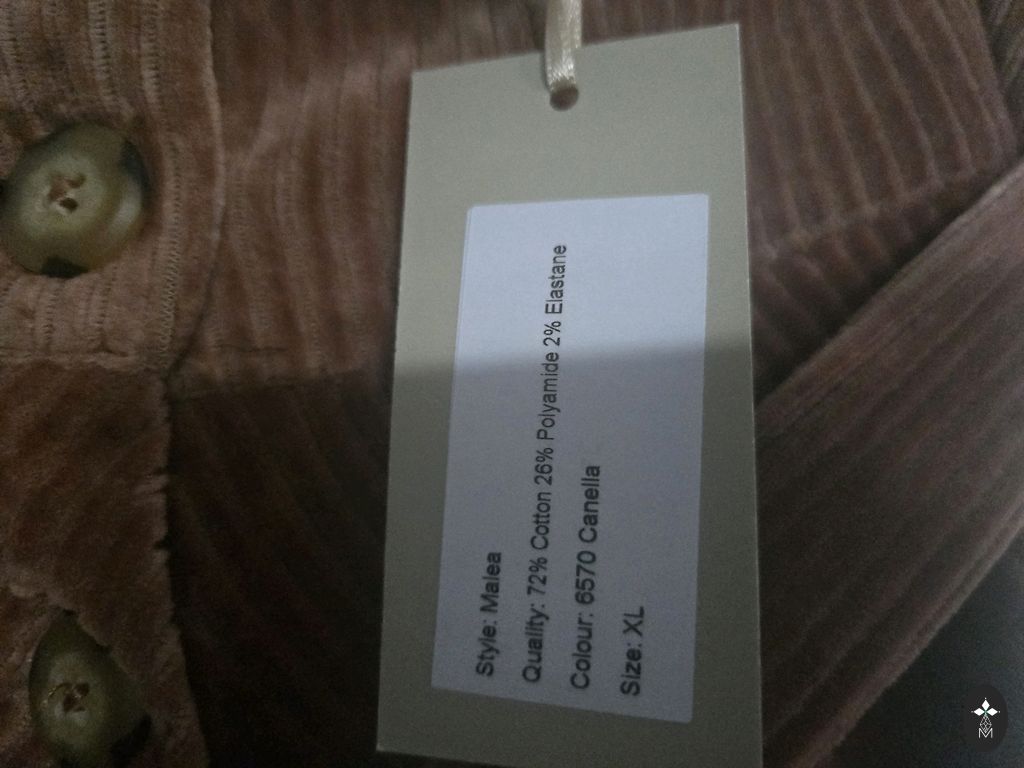 Style: Malea
Quality: 72% Cotton 26% Polyamide 2% Elastane
Colour: 6570 Canella
Size: XL